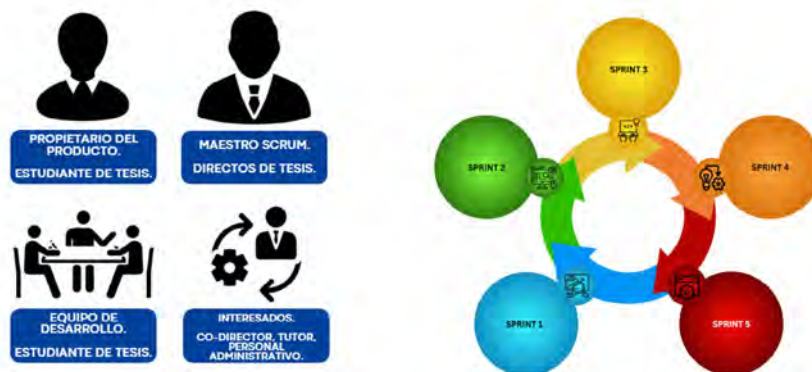 PROPIETARIO DEL
PRODUCTO.
ESTUDIANTE DE TESIS.
MAESTRO SCRUM.
DIRECTOS DE TESIS.
EQUIPO DE
DESARROLLO.
ESTUDIANTE DE TESIS.
INTERESADOS.
CO-DIRECTOR, TUTOR,
PERSONAL
ADMINISTRATIVO.
SPRINT 3
SPRINT 2
SPRINT 4
SPRINT 1
SPRINT 5